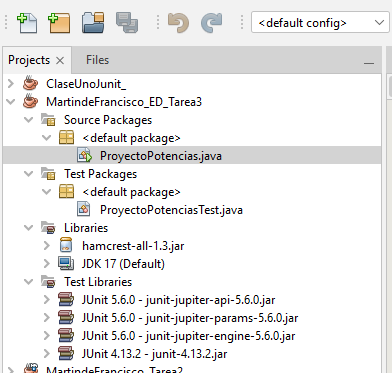 <default config>
Projects
Files
ClaseUnoJunit_
MartindeFrancisco_ED_Tarea3
Source Packages
<default package>
ProyectoPotencias.java
Test Packages
<default package>
ProyectoPotenciasTest.java
Libraries
hamcrest-all-1.3.jar
JDK 17 (Default)
Test Libraries
JUnit 5.6.0 - junit-jupiter-api-5.6.0.jar
JUnit 5.6.0 - junit-jupiter-params-5.6.0.jar
JUnit 5.6.0 - junit-jupiter-engine-5.6.0.jar
JUnit 4.13.2 - junit-4.13.2.jar
MartindeFrancisco_Tarea2